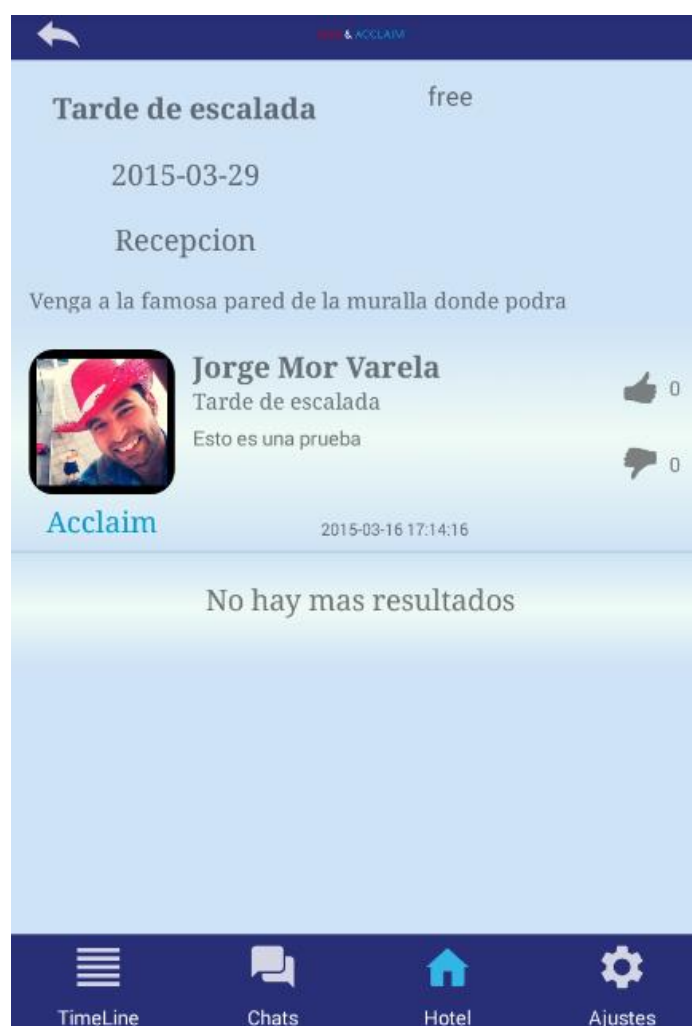 & ACCLAIM
Tarde de escalada
free
2015-03-29
Recepcion
Venga a la famosa pared de la muralla donde podra
Jorge Mor Varela
Tarde de escalada
0
Esto es una prueba
0
Acclaim
2015-03-16 17:14:16
No hay mas resultados
TimeLine
Chats
Hotel
Ajustes